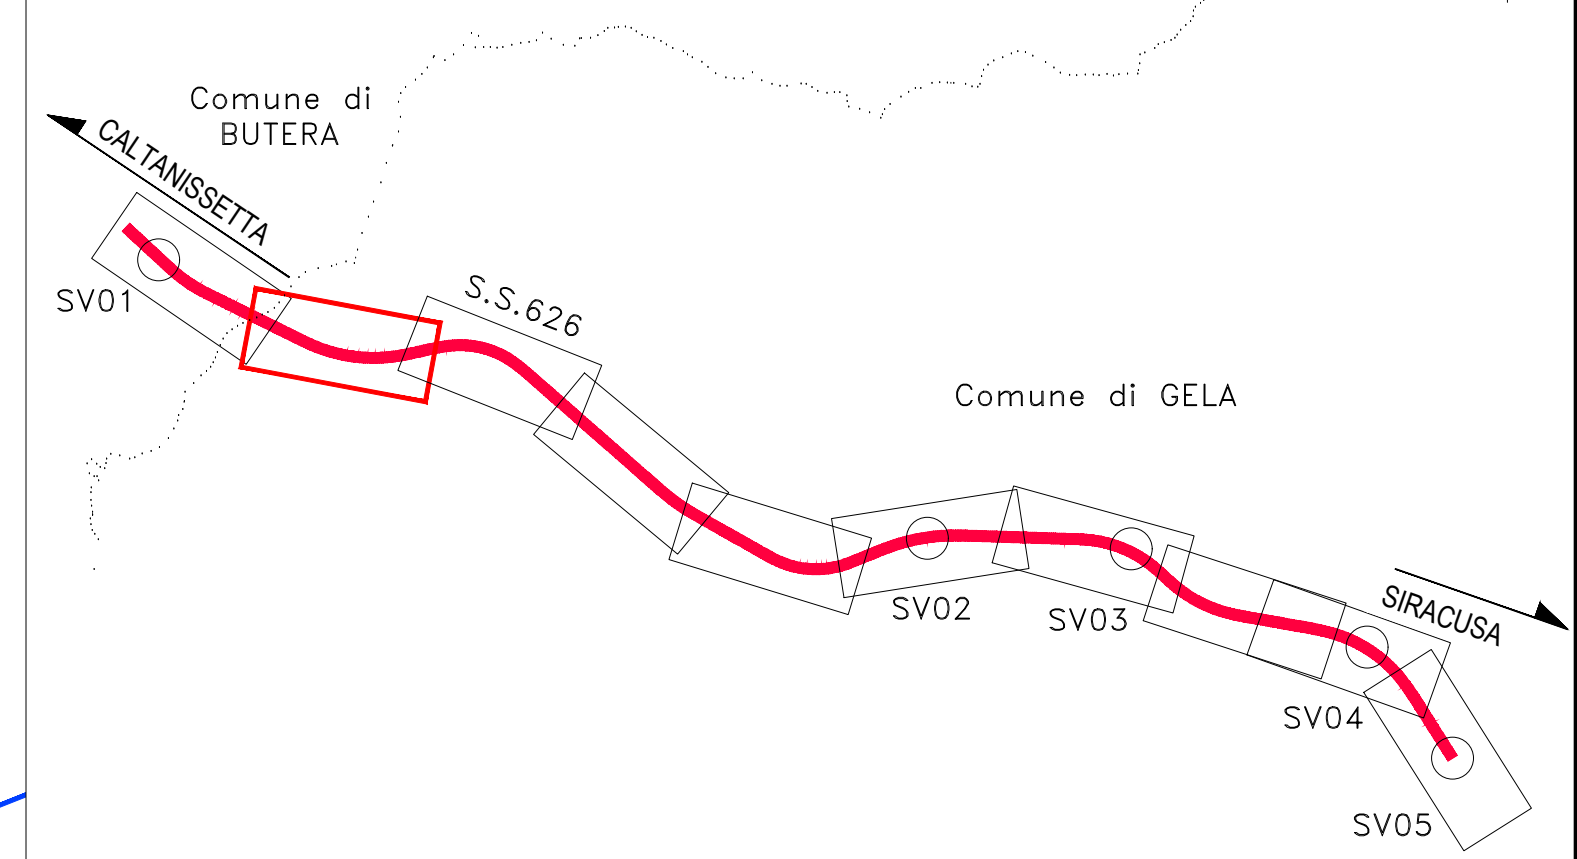 Comune di
BUTERA
CALTANISSETTA
SV01
S.S.626
Comune di GELA
SV02
SV03
SIRACUSA
SV04
SV05